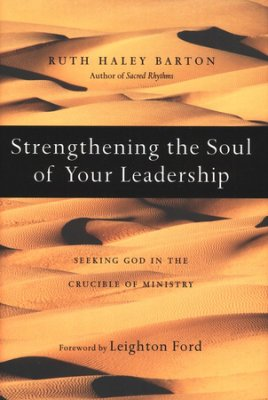 RUTH HALEY BARTON
Author of Sacred Rhythms
Strengthening the Soul
of Your Leadership
SEEKING GOD IN THE
CRUCIBLE OF MINISTRY
Foreword by Leighton Ford